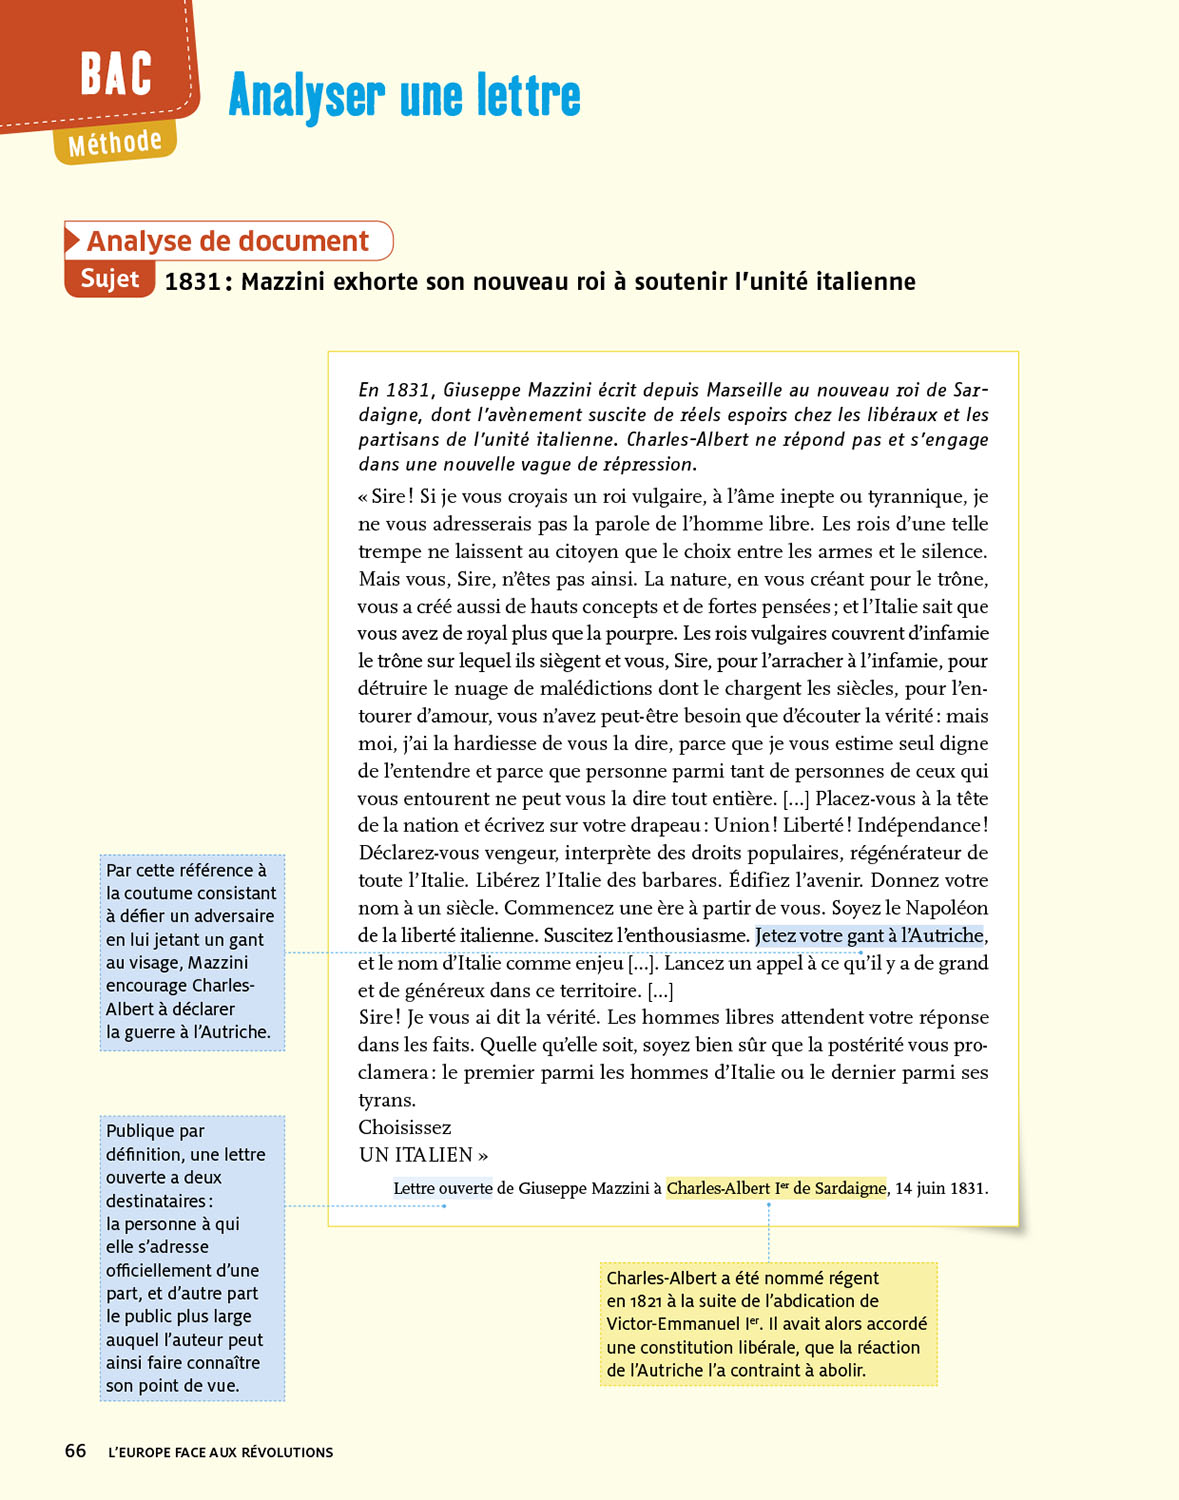 BAC
Méthode
Analyser une lettre
Analyse de document
Sujet
1831 : Mazzini exhorte son nouveau roi à soutenir l'unité italienne
En 1831, Giuseppe Mazzini écrit depuis Marseille au nouveau roi de Sar-
daigne, dont l'avènement suscite de réels espoirs chez les libéraux et les
partisans de l'unité italienne. Charles-Albert ne répond pas et s'engage
dans une nouvelle vague de répression.
« Sire ! Si je vous croyais un roi vulgaire, à l'âme inepte ou tyrannique, je
ne vous adresserais pas la parole de l'homme libre. Les rois d'une telle
trempe ne laissent au citoyen que le choix entre les armes et le silence.
Mais vous, Sire, n'êtes pas ainsi. La nature, en vous créant pour le trône,
vous a créé aussi de hauts concepts et de fortes pensées ; et l'Italie sait que
vous avez de royal plus que la pourpre. Les rois vulgaires couvrent d'infamie
le trône sur lequel ils siègent et vous, Sire, pour l'arracher à l'infamie, pour
détruire le nuage de malédictions dont le chargent les siècles, pour l'en-
tourer d'amour, vous n'avez peut-être besoin que d'écouter la vérité : mais
moi, j'ai la hardiesse de vous la dire, parce que je vous estime seul digne
de l'entendre et parce que personne parmi tant de personnes de ceux qui
vous entourent ne peut vous la dire tout entière. [...] Placez-vous à la tête
de la nation et écrivez sur votre drapeau : Union ! Liberté ! Indépendance !
Déclarez-vous vengeur, interprète des droits populaires, régénérateur de
toute l'Italie. Libérez l'Italie des barbares. Édifiez l'avenir. Donnez votre
nom à un siècle. Commencez une ère à partir de vous. Soyez le Napoléon
de la liberté italienne. Suscitez l'enthousiasme. Jetez votre gant à l'Autriche,
et le nom d'Italie comme enjeu [...]. Lancez un appel à ce qu'il y a de grand
et de généreux dans ce territoire. [...]
Sire ! Je vous ai dit la vérité. Les hommes libres attendent votre réponse
dans les faits. Quelle qu'elle soit, soyez bien sûr que la postérité vous pro-
clamera : le premier parmi les hommes d'Italie ou le dernier parmi ses
tyrans.
Choisissez
UN ITALIEN »
Lettre ouverte de Giuseppe Mazzini à Charles-Albert Ier de Sardaigne, 14 juin 1831.
Par cette référence à
la coutume consistant
à défier un adversaire
en lui jetant un gant
au visage, Mazzini
encourage Charles-
Albert à déclarer
la guerre à l'Autriche.
Publique par
définition, une lettre
ouverte a deux
destinataires :
la personne à qui
elle s'adresse
officiellement d'une
part, et d'autre part
le public plus large
auquel l'auteur peut
ainsi faire connaître
son point de vue.
Charles-Albert a été nommé régent
en 1821 à la suite de l'abdication de
Victor-Emmanuel Ier. Il avait alors accordé
une constitution libérale, que la réaction
de l'Autriche l'a contraint à abolir.
66 L'EUROPE FACE AUX RÉVOLUTIONS